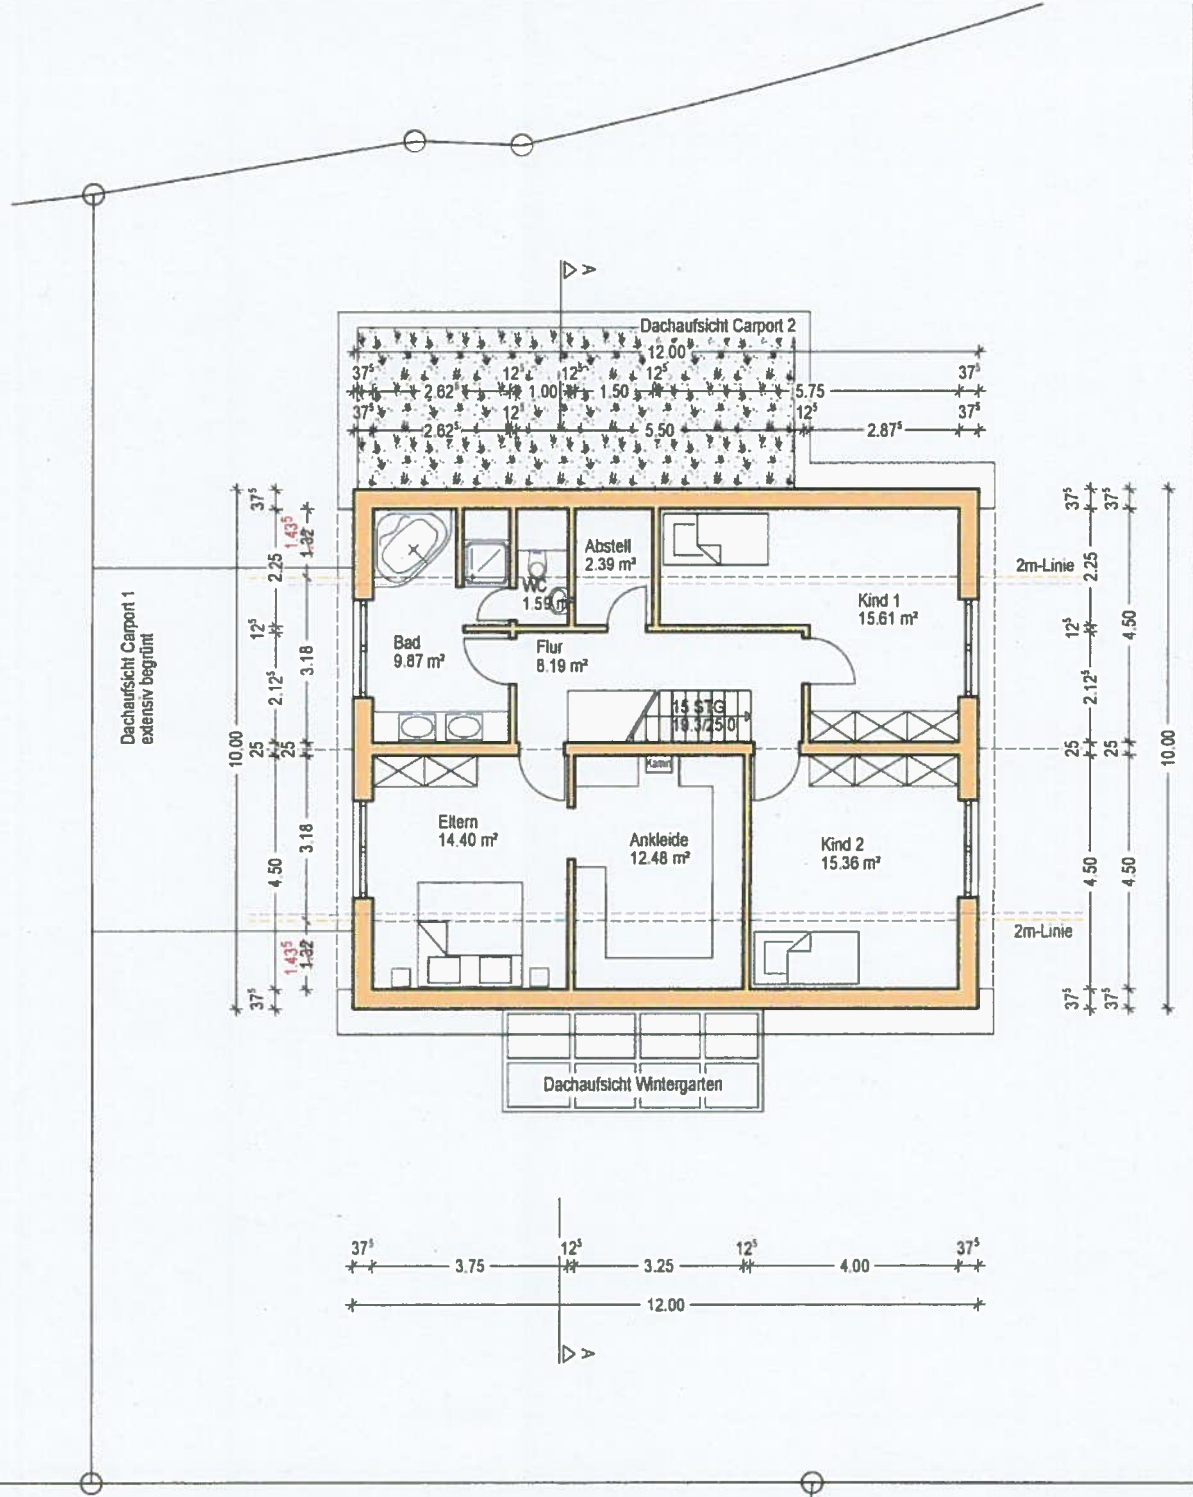 A
Dachaufsicht Carport 2
12.00
37⁵ 12⁵ 12⁵ 12⁵ 37⁵
2.62⁵ 1.00 1.50 5.75
37⁵ 12⁵ 12⁵ 37⁵
2.62⁵ 5.50 2.87⁵
Dachaufsicht Carport 1
extensiv begrünt
10.00
37⁵ 2.25 12⁵ 2.12⁵ 25 4.50 37⁵
1.43⁵ 1.32 3.18 25 3.18 1.43⁵ 1.32
Abstell
2.39 m²
WC
1.59 m
Bad
9.87 m²
Flur
8.19 m²
Kind 1
15.61 m²
15 STG
19.3/25.0
Kamin
Eltern
14.40 m²
Ankleide
12.48 m²
Kind 2
15.36 m²
2m-Linie
2m-Linie
37⁵ 2.25 12⁵ 2.12⁵ 25 4.50 37⁵
37⁵ 4.50 25 4.50 37⁵
10.00
Dachaufsicht Wintergarten
37⁵ 12⁵ 12⁵ 37⁵
3.75 3.25 4.00
12.00
A